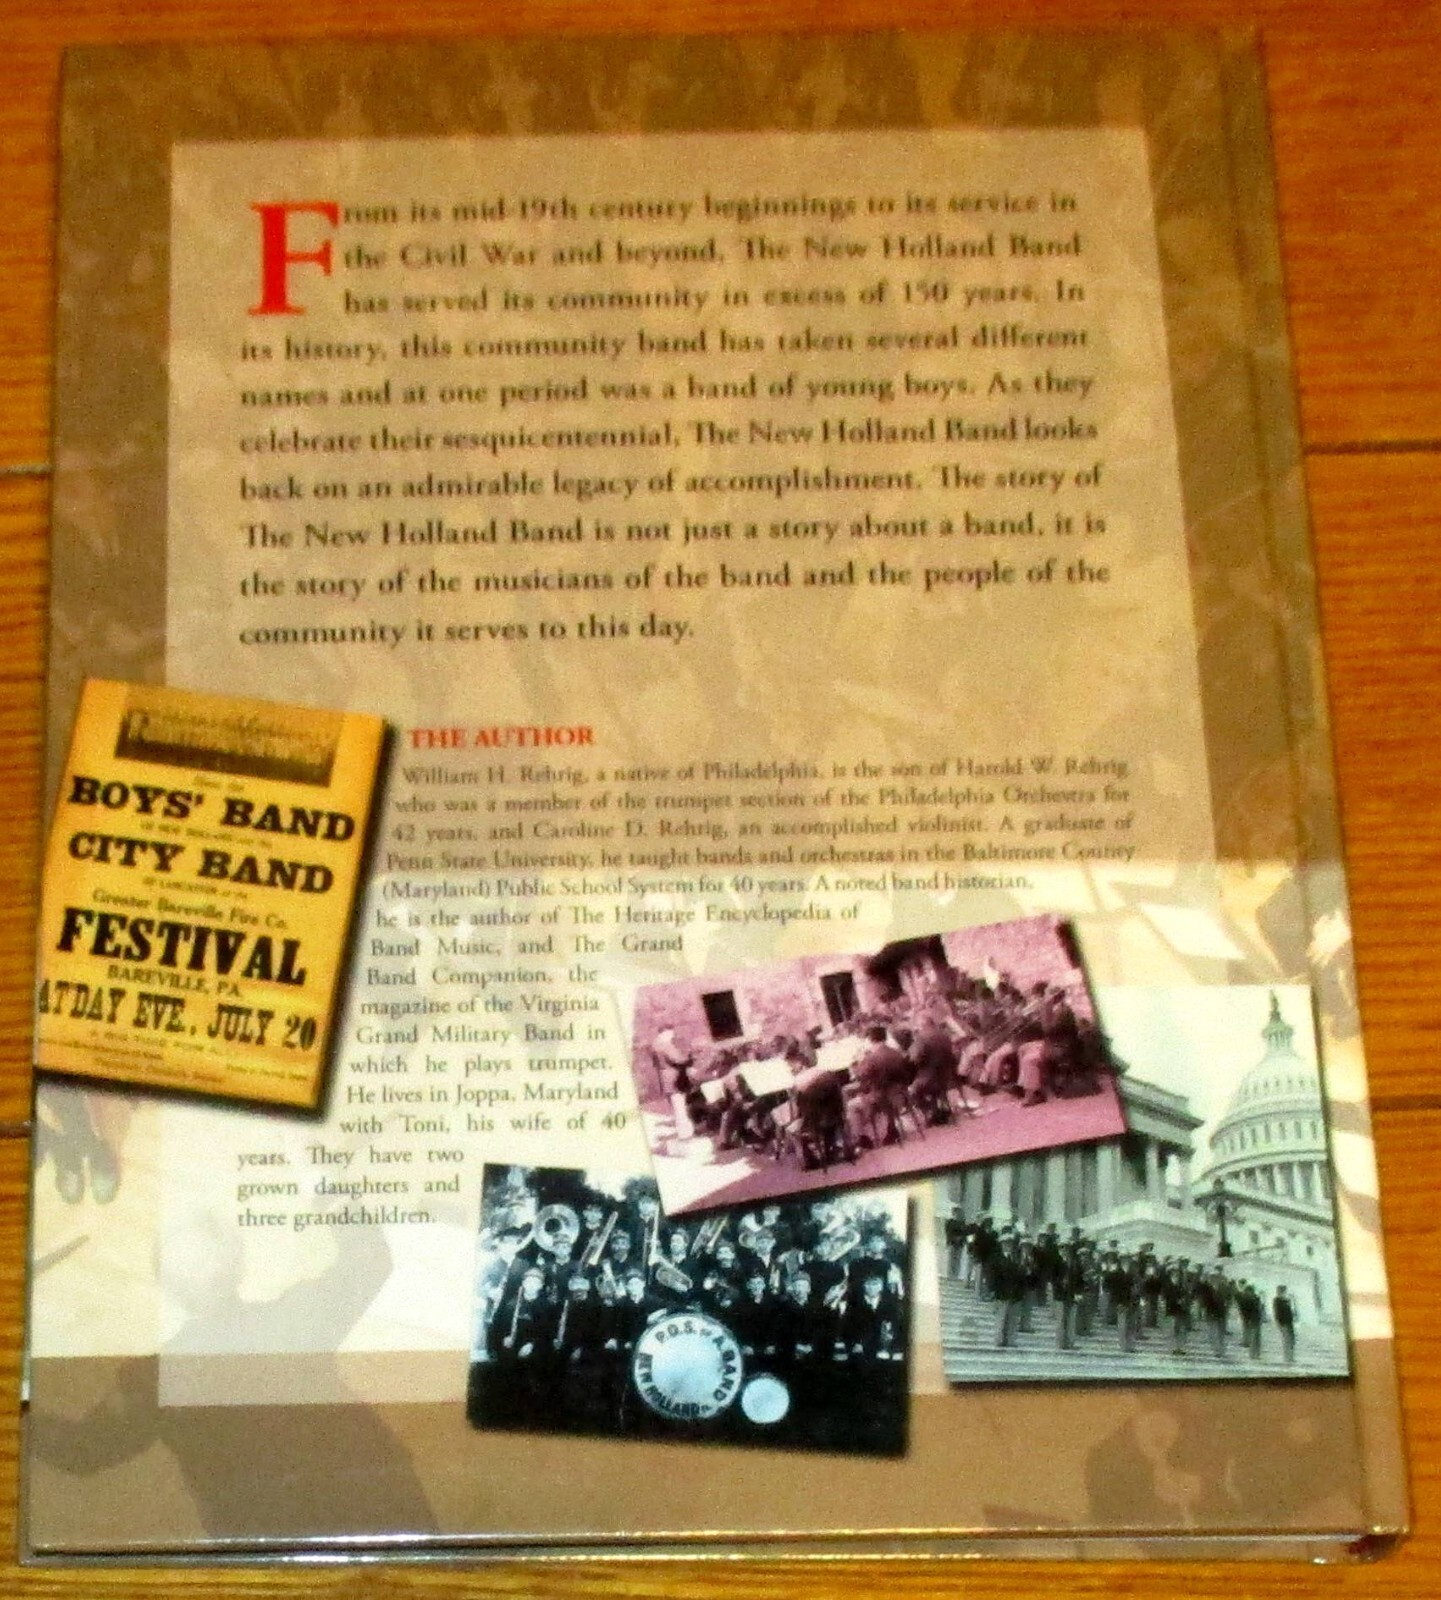 From its mid-19th century beginnings to its service in
the Civil War and beyond, The New Holland Band
has served its community in excess of 150 years. In
its history, this community band has taken several different
names and at one period was a band of young boys. As they
celebrate their sesquicentennial, The New Holland Band looks
back on an admirable legacy of accomplishment. The story of
The New Holland Band is not just a story about a band, it is
the story of the musicians of the band and the people of the
community it serves to this day.
BOYS' BAND
CITY BAND
Greater Bareville Fire Co.
FESTIVAL
BAREVILLE, PA.
ATDAY EVE., JULY 20
THE AUTHOR
William H. Rehrig, a native of Philadelphia, is the son of Harold W. Rehrig
who was a member of the trumpet section of the Philadelphia Orchestra for
42 years, and Caroline D. Rehrig, an accomplished violinist. A graduate of
Penn State University, he taught bands and orchestras in the Baltimore County
(Maryland) Public School System for 40 years. A noted band historian,
he is the author of The Heritage Encyclopedia of
Band Music, and The Grand
Band Companion, the
magazine of the Virginia
Grand Military Band in
which he plays trumpet.
He lives in Joppa, Maryland
with Toni, his wife of 40
years. They have two
grown daughters and
three grandchildren.
P.O.S. of A. BAND
NEW HOLLAND